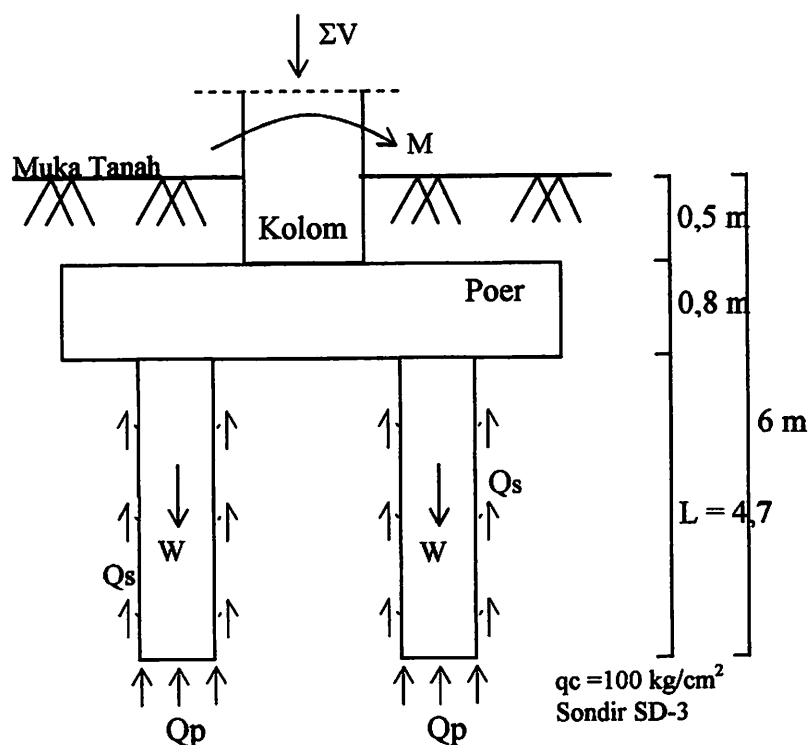 ΣV
M
Muka Tanah
Kolom
0,5 m
Poer
0,8 m
6 m
Qs
L = 4,7
W
W
Qs
qc =100 kg/cm²
Sondir SD-3
Qp
Qp